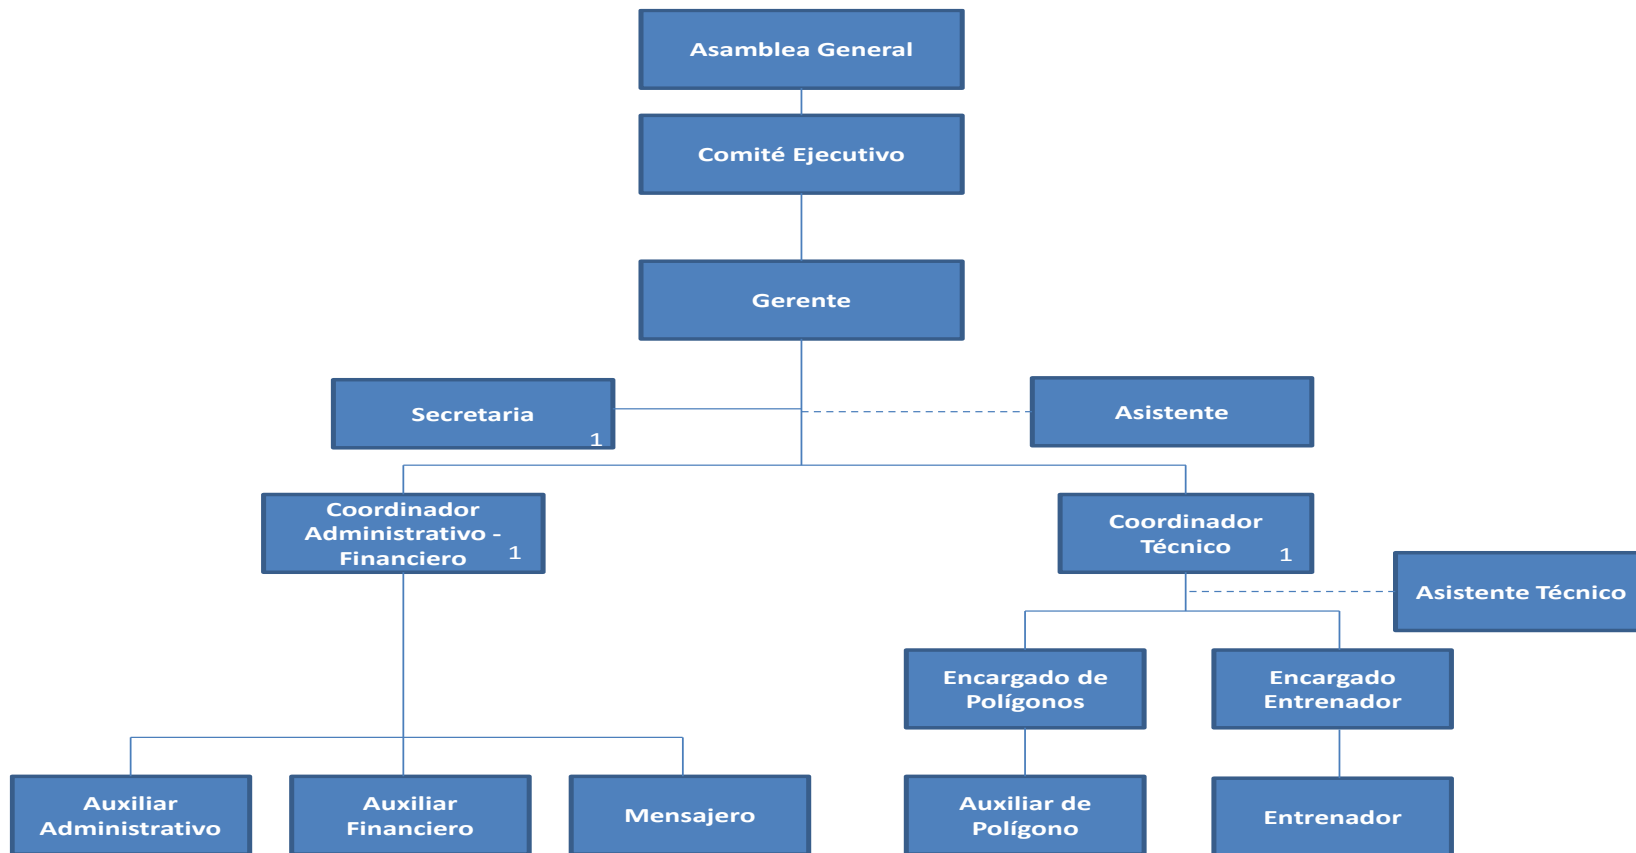 Asamblea General
Comité Ejecutivo
Gerente
Secretaria
1
Asistente
Coordinador
Administrativo -
Financiero
1
Coordinador
Técnico
1
Asistente Técnico
Encargado de
Polígonos
Encargado
Entrenador
Auxiliar
Administrativo
Auxiliar
Financiero
Mensajero
Auxiliar de
Polígono
Entrenador